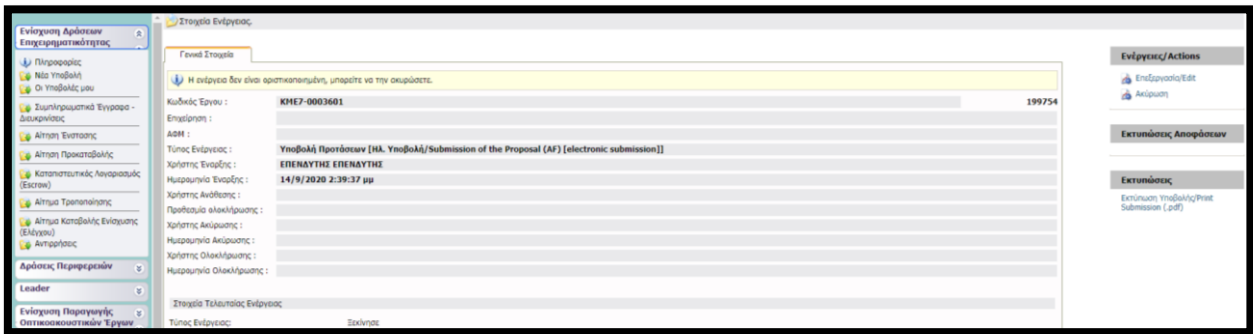 Στοιχεία Ενέργειας.
Ενίσχυση Δράσεων
Επιχειρηματικότητας
Πληροφορίες
Νέα Υποβολή
Οι Υποβολές μου
Συμπληρωματικά Έγγραφα -
Διευκρινίσεις
Αίτηση Ένστασης
Αίτηση Προκαταβολής
Καταπιστευτικός Λογαριασμός
(Escrow)
Αίτημα Τροποποίησης
Αίτημα Καταβολής Ενίσχυσης
(Ελέγχου)
Αντιρρήσεις
Δράσεις Περιφερειών
Leader
Ενίσχυση Παραγωγής
Οπτικοακουστικών Έργων
Γενικά Στοιχεία
Η ενέργεια δεν είναι οριστικοποιημένη, μπορείτε να την ακυρώσετε.
Κωδικός Έργου : ΚΜΕ7-0003601 199754
Επιχείρηση :
ΑΦΜ :
Τύπος Ενέργειας : Υποβολή Προτάσεων [Ηλ. Υποβολή/Submission of the Proposal (AF) [electronic submission]]
Χρήστης Έναρξης : ΕΠΕΝΔΥΤΗΣ ΕΠΕΝΔΥΤΗΣ
Ημερομηνία Έναρξης : 14/9/2020 2:39:37 μμ
Χρήστης Ανάθεσης :
Προθεσμία ολοκλήρωσης :
Χρήστης Ακύρωσης :
Ημερομηνία Ακύρωσης :
Χρήστης Ολοκλήρωσης :
Ημερομηνία Ολοκλήρωσης :
Στοιχεία Τελευταίας Ενέργειας
Τύπος Ενέργειας: Ξεκίνησε
Ενέργειες/Actions
Επεξεργασία/Edit
Ακύρωση
Εκτυπώσεις Αποφάσεων
Εκτυπώσεις
Εκτύπωση Υποβολής/Print
Submission (.pdf)